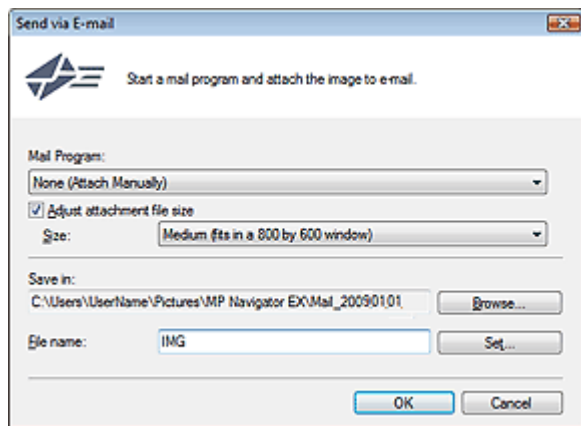 Send via E-mail
Start a mail program and attach the image to e-mail.
Mail Program:
None (Attach Manually)
Adjust attachment file size
Size: Medium (fits in a 800 by 600 window)
Save in:
C:\Users\UserName\Pictures\MP Navigator EX\Mail_20090101 Browse...
File name: IMG Set...
OK Cancel